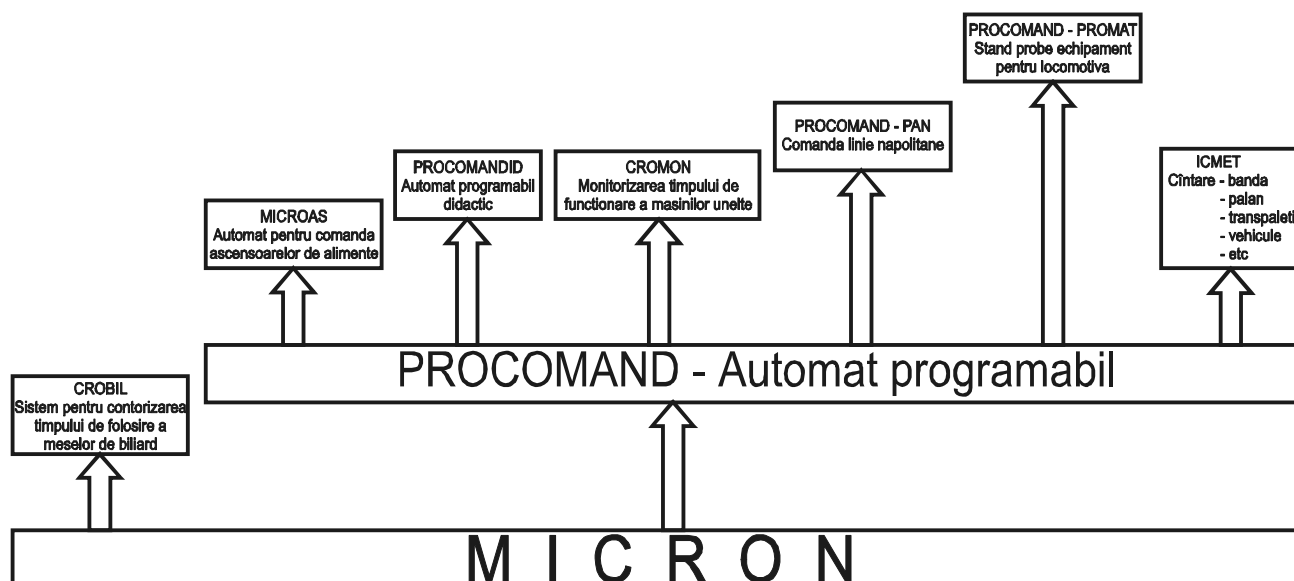 PROCOMAND - PROMAT
Stand probe echipament
pentru locomotiva
PROCOMAND - PAN
Comanda linie napolitane
PROCOMANDID
Automat programabil
didactic
CROMON
Monitorizarea timpului de
functionare a masinilor unelte
ICMET
Cîntare - banda
- palan
- transpaleti
- vehicule
- etc
MICROAS
Automat pentru comanda
ascensoarelor de alimente
PROCOMAND - Automat programabil
CROBIL
Sistem pentru contorizarea
timpului de folosire a
meselor de biliard
M I C R O N